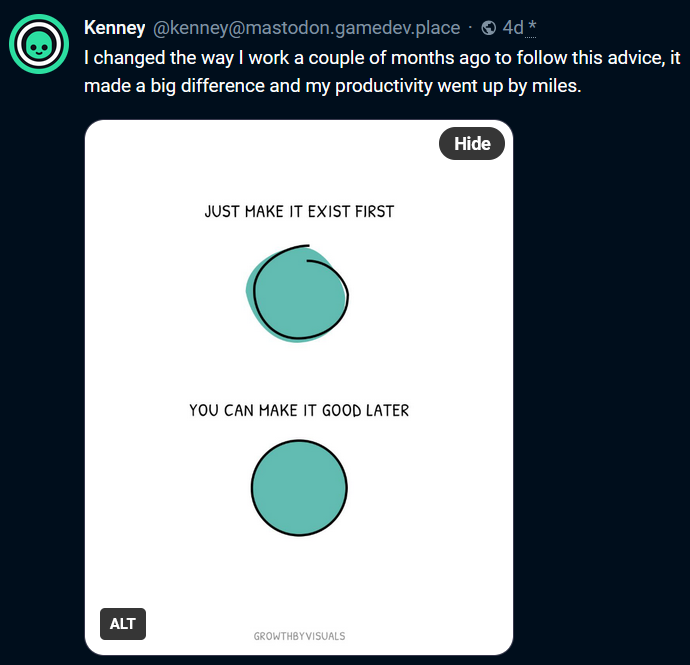 Kenney @kenney@mastodon.gamedev.place · 4d *
I changed the way I work a couple of months ago to follow this advice, it
made a big difference and my productivity went up by miles.
Hide
JUST MAKE IT EXIST FIRST
YOU CAN MAKE IT GOOD LATER
ALT
GROWTHBYVISUALS